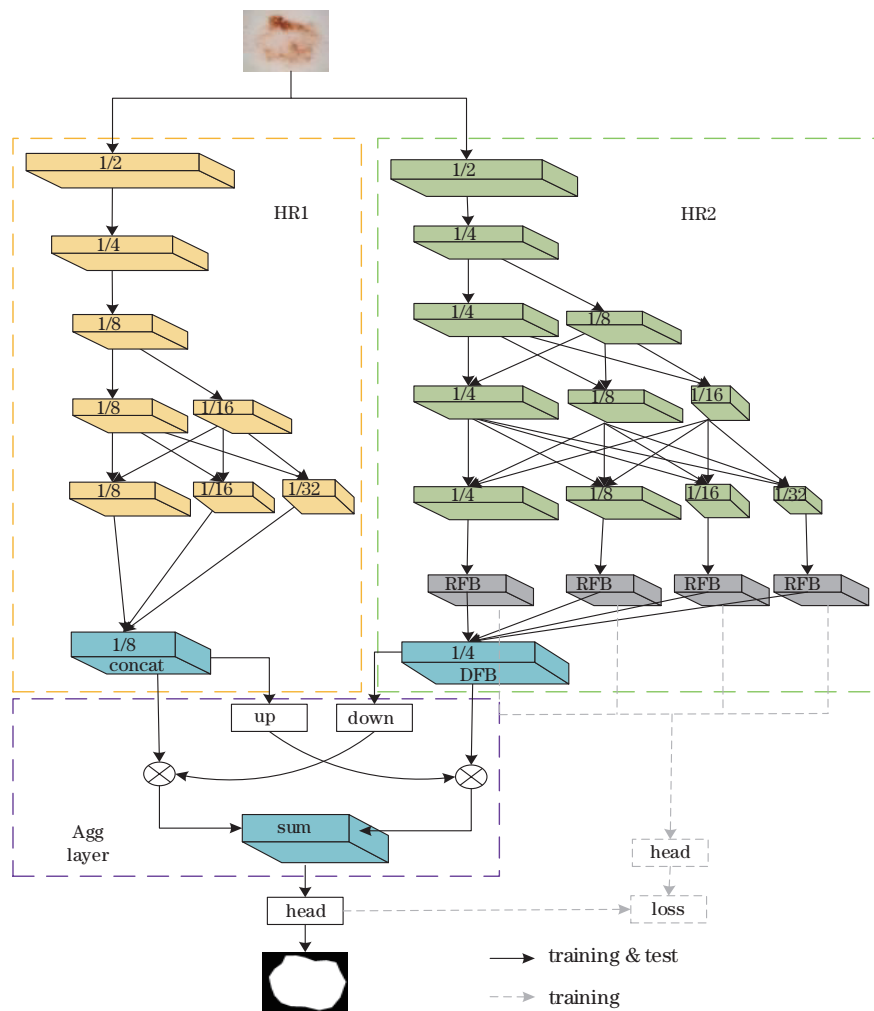 1/2
1/4
1/8
1/8
1/16
1/8
1/16
1/32
1/8
concat
HR1
1/2
1/4
1/4
1/8
1/4
1/8
1/16
1/4
1/8
1/16
1/32
RFB
RFB
RFB
RFB
1/4
DFB
HR2
up
down
sum
Agg
layer
head
head
loss
training & test
training